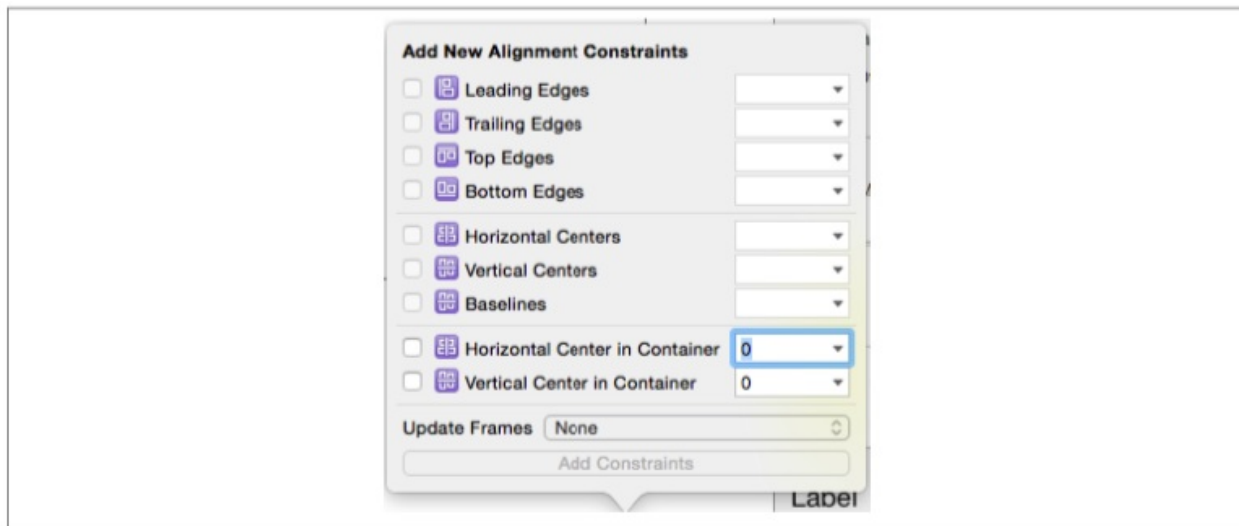 Add New Alignment Constraints
Leading Edges
Trailing Edges
Top Edges
Bottom Edges
Horizontal Centers
Vertical Centers
Baselines
Horizontal Center in Container 0
Vertical Center in Container 0
Update Frames None
Add Constraints
Label